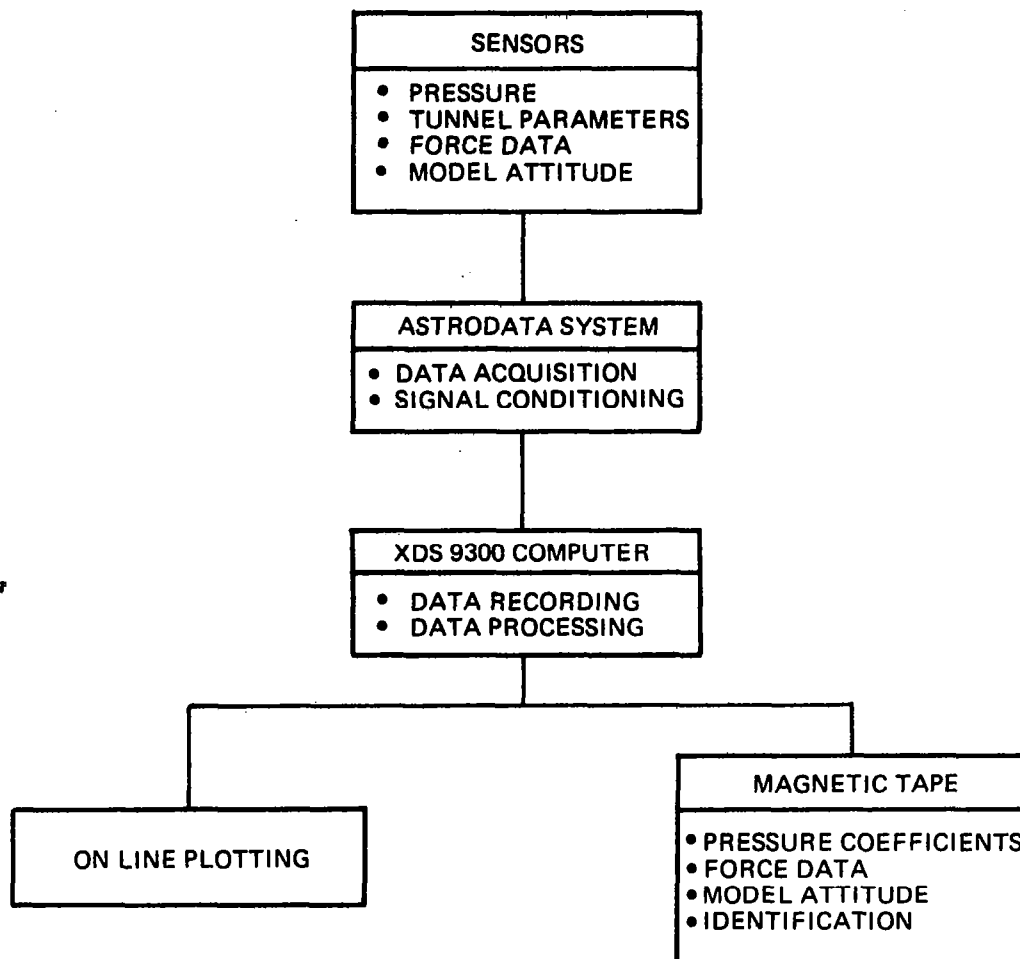 SENSORS
• PRESSURE
• TUNNEL PARAMETERS
• FORCE DATA
• MODEL ATTITUDE
ASTRODATA SYSTEM
• DATA ACQUISITION
• SIGNAL CONDITIONING
XDS 9300 COMPUTER
• DATA RECORDING
• DATA PROCESSING
ON LINE PLOTTING
MAGNETIC TAPE
• PRESSURE COEFFICIENTS
• FORCE DATA
• MODEL ATTITUDE
• IDENTIFICATION